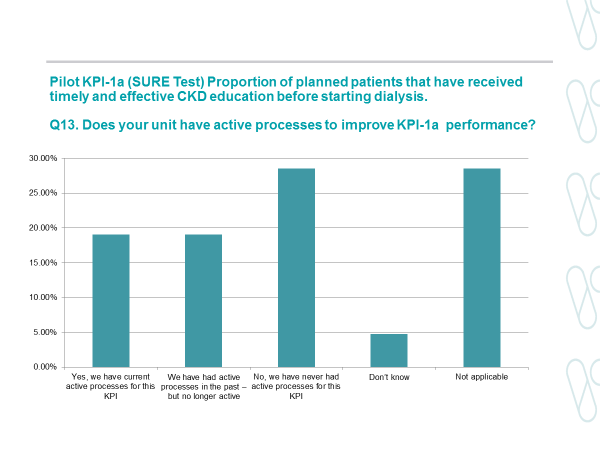 Pilot KPI-1a (SURE Test) Proportion of planned patients that have received
timely and effective CKD education before starting dialysis.
Q13. Does your unit have active processes to improve KPI-1a  performance?
30.00%
25.00%
20.00%
15.00%
10.00%
5.00%
0.00%
Yes, we have current
active processes for this
KPI
We have had active
processes in the past –
but no longer active
No, we have never had
active processes for this
KPI
Don't know
Not applicable